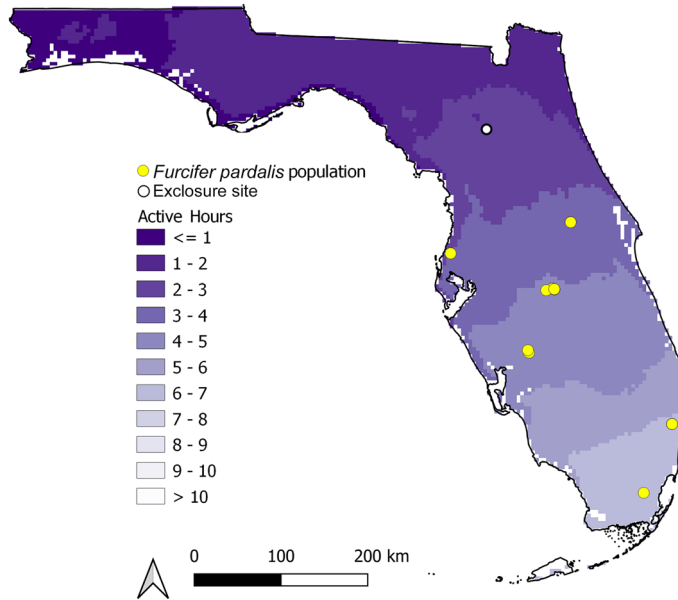 Furcifer pardalis population
Exclosure site
Active Hours
<= 1
1 - 2
2 - 3
3 - 4
4 - 5
5 - 6
6 - 7
7 - 8
8 - 9
9 - 10
> 10
0 100 200 km